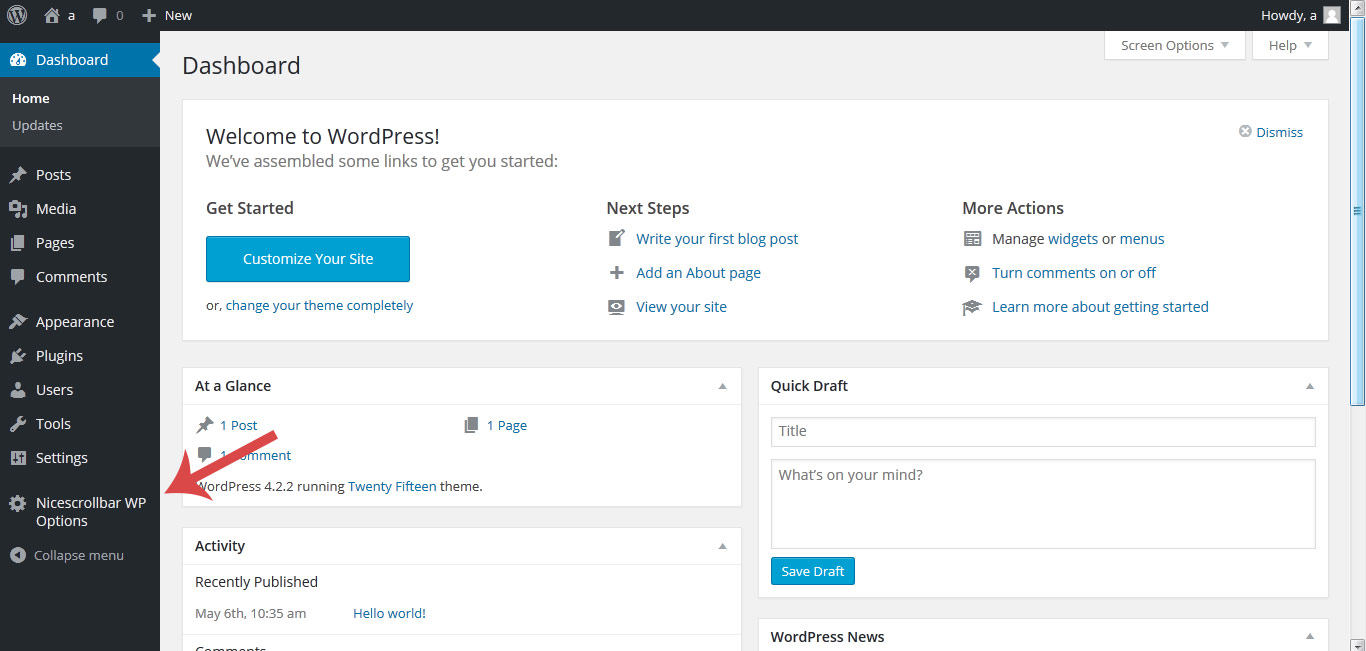 a 0 New
Howdy, a
Dashboard
Home
Updates
Posts
Media
Pages
Comments
Appearance
Plugins
Users
Tools
Settings
Nicescrollbar WP
Options
Collapse menu
Screen Options
Help
Dashboard
Welcome to WordPress!
Dismiss
We've assembled some links to get you started:
Get Started
Customize Your Site
or, change your theme completely
Next Steps
Write your first blog post
Add an About page
View your site
More Actions
Manage widgets or menus
Turn comments on or off
Learn more about getting started
At a Glance
1 Post
1 Page
1 Comment
WordPress 4.2.2 running Twenty Fifteen theme.
Activity
Recently Published
May 6th, 10:35 am Hello world!
Comments
Quick Draft
Title
What's on your mind?
Save Draft
WordPress News